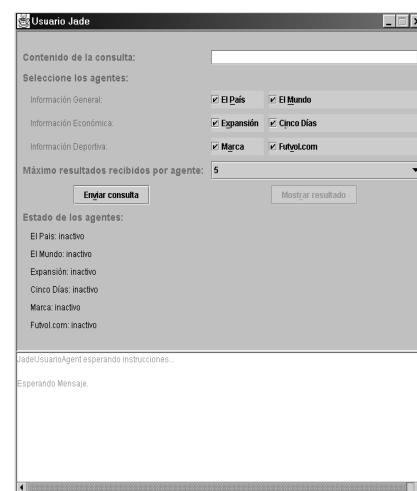 Usuario Jade
Contenido de la consulta:
Seleccione los agentes:
Información General: El País El Mundo
Información Económica: Expansión Cinco Días
Información Deportiva: Marca Futvol.com
Máximo resultados recibidos por agente: 5
Enviar consulta Mostrar resultado
Estado de los agentes:
El Pais: inactivo
El Mundo: inactivo
Expansión: inactivo
Cinco Días: inactivo
Marca: inactivo
Futvol.com: inactivo
JadeUsuarioAgent esperando instrucciones...
Esperando Mensaje.